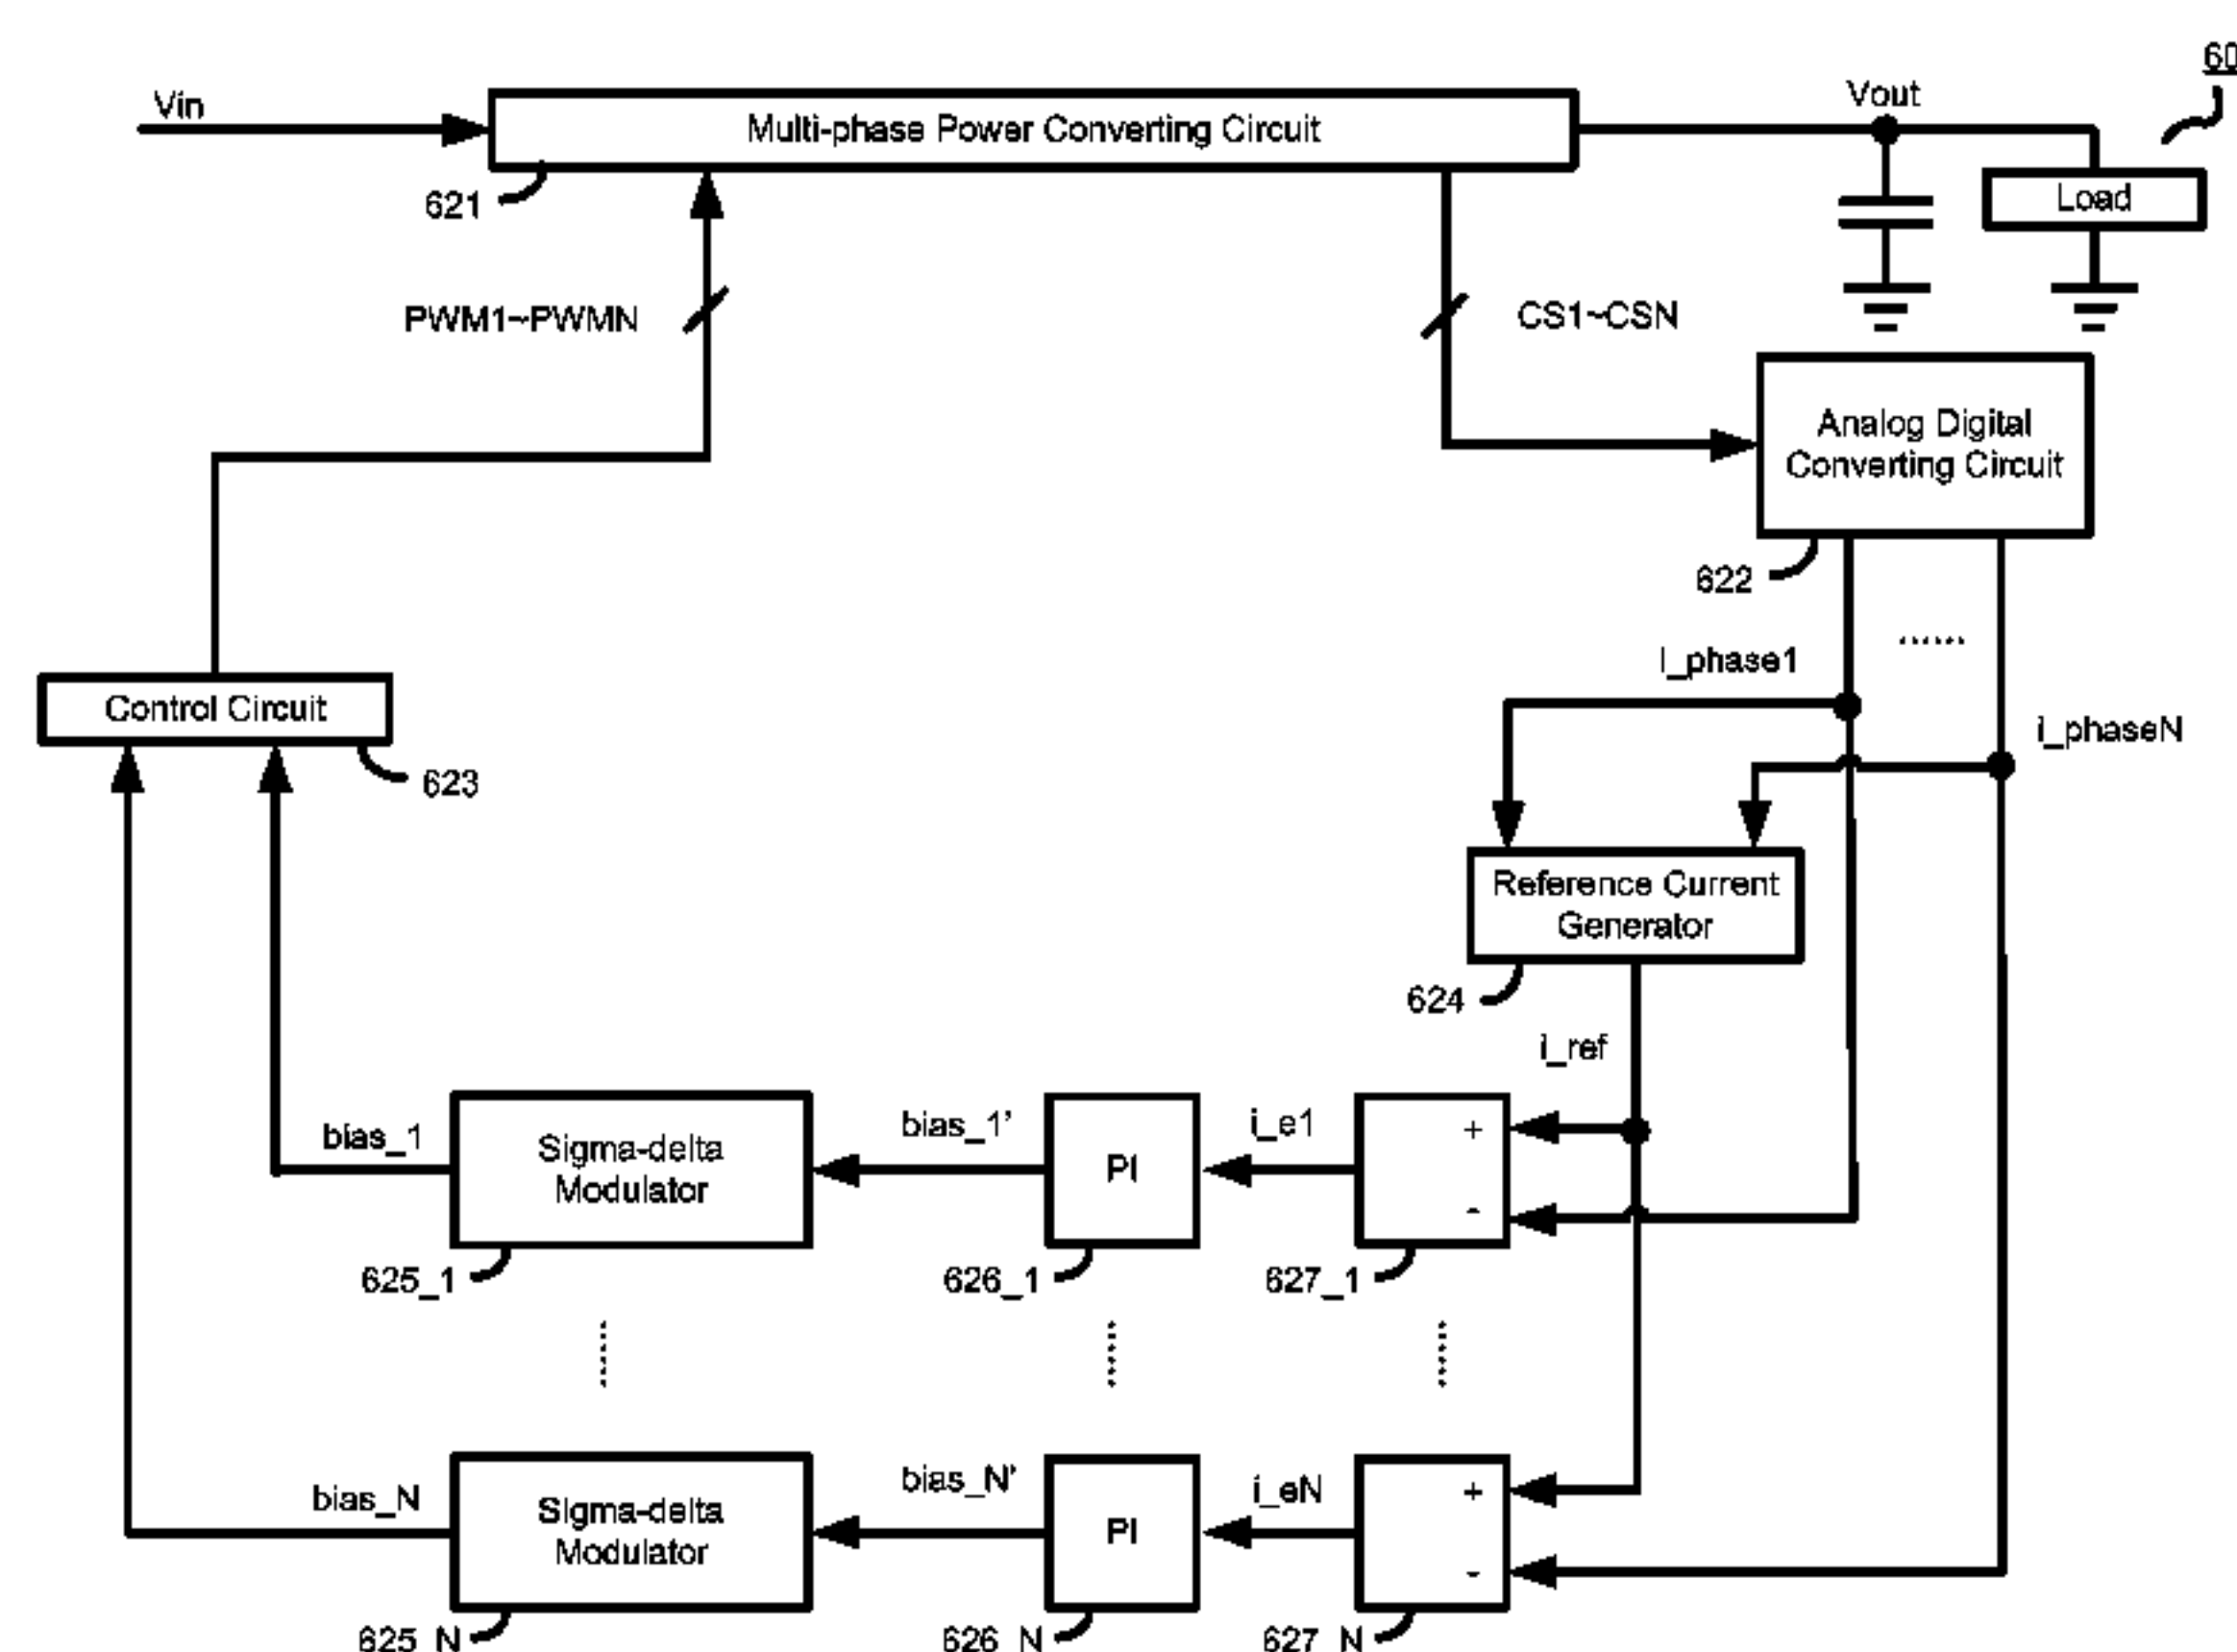 60
Vin
Multi-phase Power Converting Circuit
Vout
621
Load
PWM1~PWMN
CS1~CSN
Analog Digital
Converting Circuit
622
......
i_phase1
Control Circuit
623
i_phaseN
Reference Current
Generator
624
i_ref
bias_1
Sigma-delta
Modulator
bias_1'
PI
i_e1
+
-
625_1
626_1
627_1
......
......
......
bias_N
Sigma-delta
Modulator
bias_N'
PI
i_eN
+
-
625_N
626_N
627_N